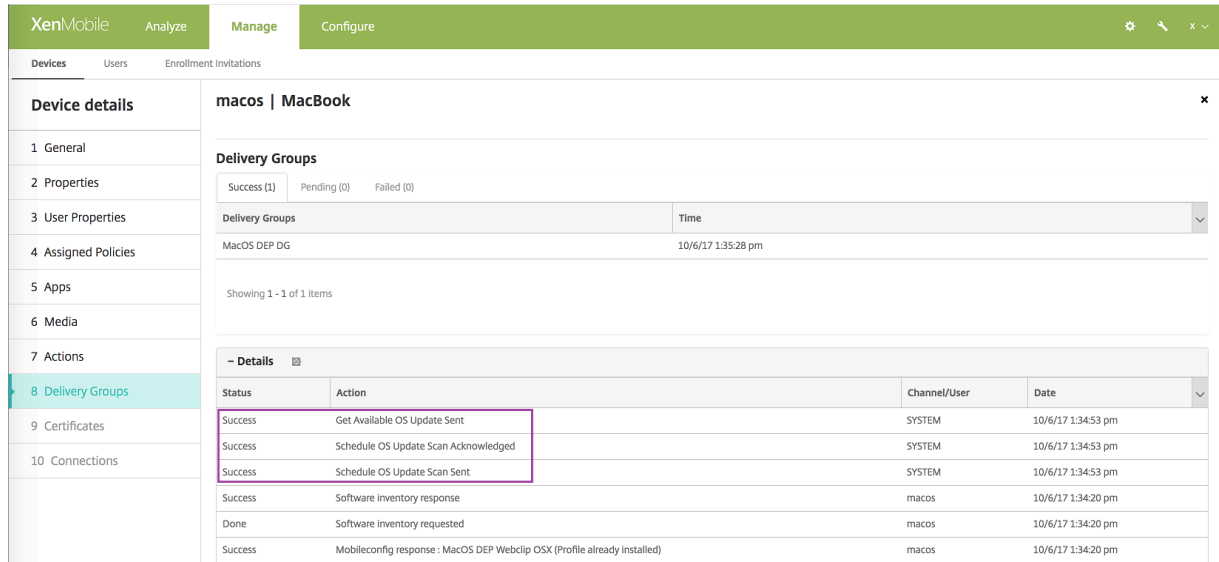 XenMobile Analyze Manage Configure x
Devices Users Enrollment Invitations
Device details
1 General
2 Properties
3 User Properties
4 Assigned Policies
5 Apps
6 Media
7 Actions
8 Delivery Groups
9 Certificates
10 Connections
macos | MacBook
Delivery Groups
Success (1) Pending (0) Failed (0)
Delivery Groups Time
MacOS DEP DG 10/6/17 1:35:28 pm
Showing 1 - 1 of 1 items
– Details
Status Action Channel/User Date
Success Get Available OS Update Sent SYSTEM 10/6/17 1:34:53 pm
Success Schedule OS Update Scan Acknowledged SYSTEM 10/6/17 1:34:53 pm
Success Schedule OS Update Scan Sent SYSTEM 10/6/17 1:34:53 pm
Success Software inventory response macos 10/6/17 1:34:20 pm
Done Software inventory requested macos 10/6/17 1:34:20 pm
Success Mobileconfig response : MacOS DEP Webclip OSX (Profile already installed) macos 10/6/17 1:34:20 pm